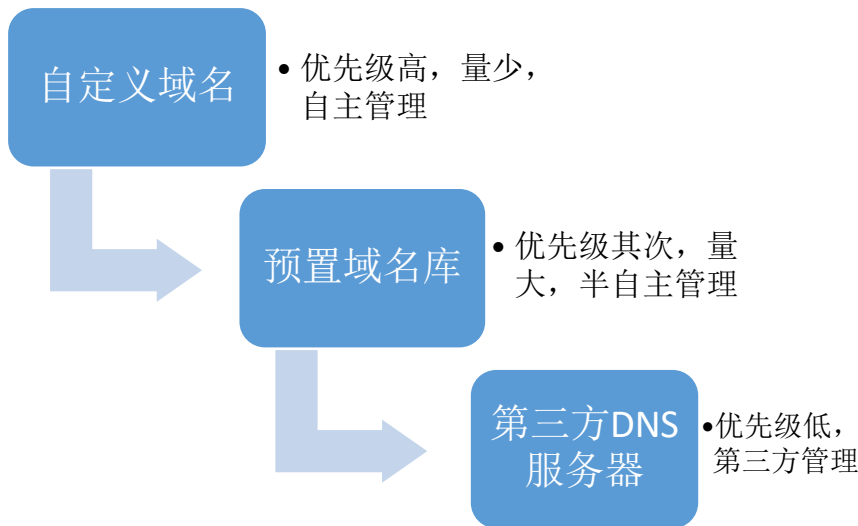 自定义域名
• 优先级高，量少，
自主管理
预置域名库
• 优先级其次，量
大，半自主管理
第三方DNS
服务器
•优先级低，
第三方管理